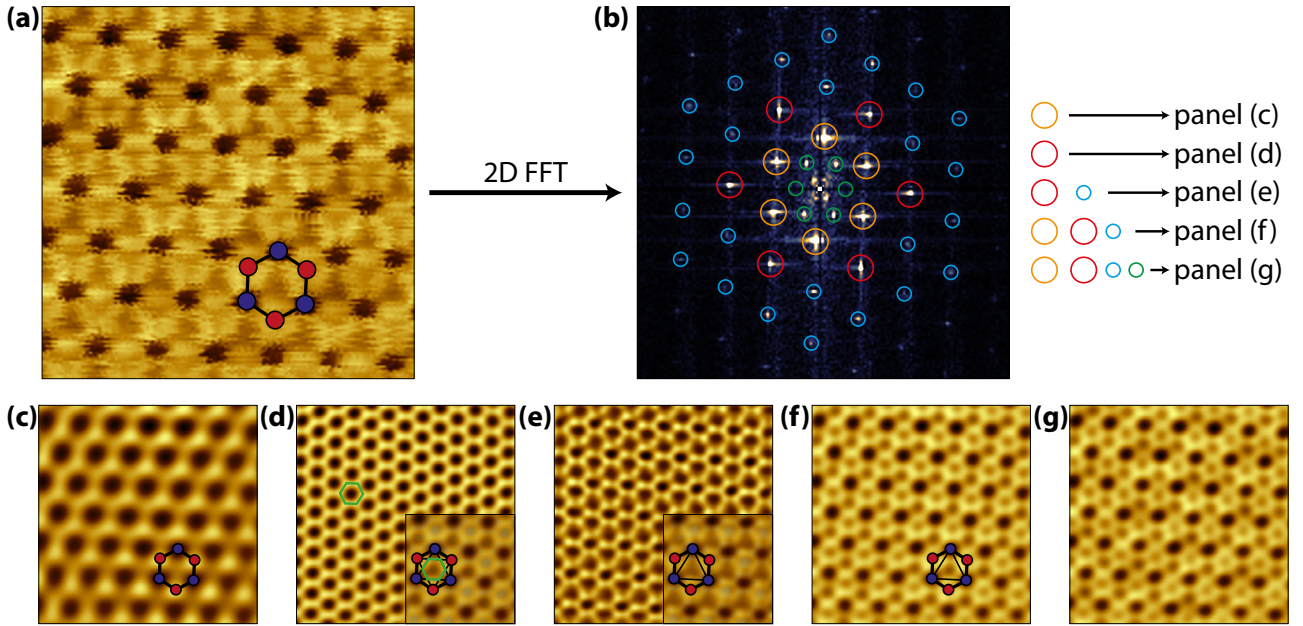 (a)
(b)
2D FFT
panel (c)
panel (d)
panel (e)
panel (f)
panel (g)
(c)
(d)
(e)
(f)
(g)